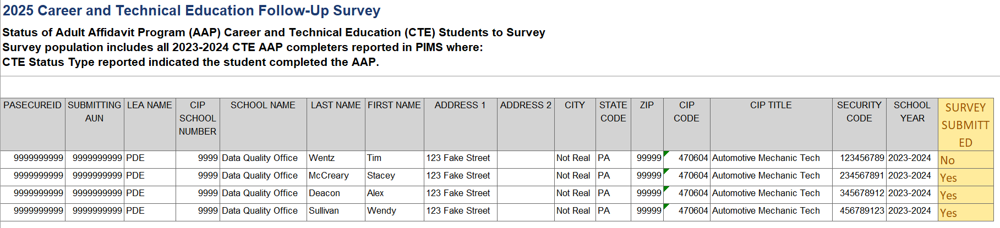 2025 Career and Technical Education Follow-Up Survey
Status of Adult Affidavit Program (AAP) Career and Technical Education (CTE) Students to Survey
Survey population includes all 2023-2024 CTE AAP completers reported in PIMS where:
CTE Status Type reported indicated the student completed the AAP.
PASECUREID SUBMITTING AUN LEA NAME CIP SCHOOL NUMBER SCHOOL NAME LAST NAME FIRST NAME ADDRESS 1 ADDRESS 2 CITY STATE CODE ZIP CIP CODE CIP TITLE SECURITY CODE SCHOOL YEAR SURVEY SUBMITTED
9999999999 9999999999 PDE 9999 Data Quality Office Wentz Tim 123 Fake Street Not Real PA 99999 470604 Automotive Mechanic Tech 123456789 2023-2024 No
9999999999 9999999999 PDE 9999 Data Quality Office McCreary Stacey 123 Fake Street Not Real PA 99999 470604 Automotive Mechanic Tech 234567891 2023-2024 Yes
9999999999 9999999999 PDE 9999 Data Quality Office Deacon Alex 123 Fake Street Not Real PA 99999 470604 Automotive Mechanic Tech 345678912 2023-2024 Yes
9999999999 9999999999 PDE 9999 Data Quality Office Sullivan Wendy 123 Fake Street Not Real PA 99999 470604 Automotive Mechanic Tech 456789123 2023-2024 Yes